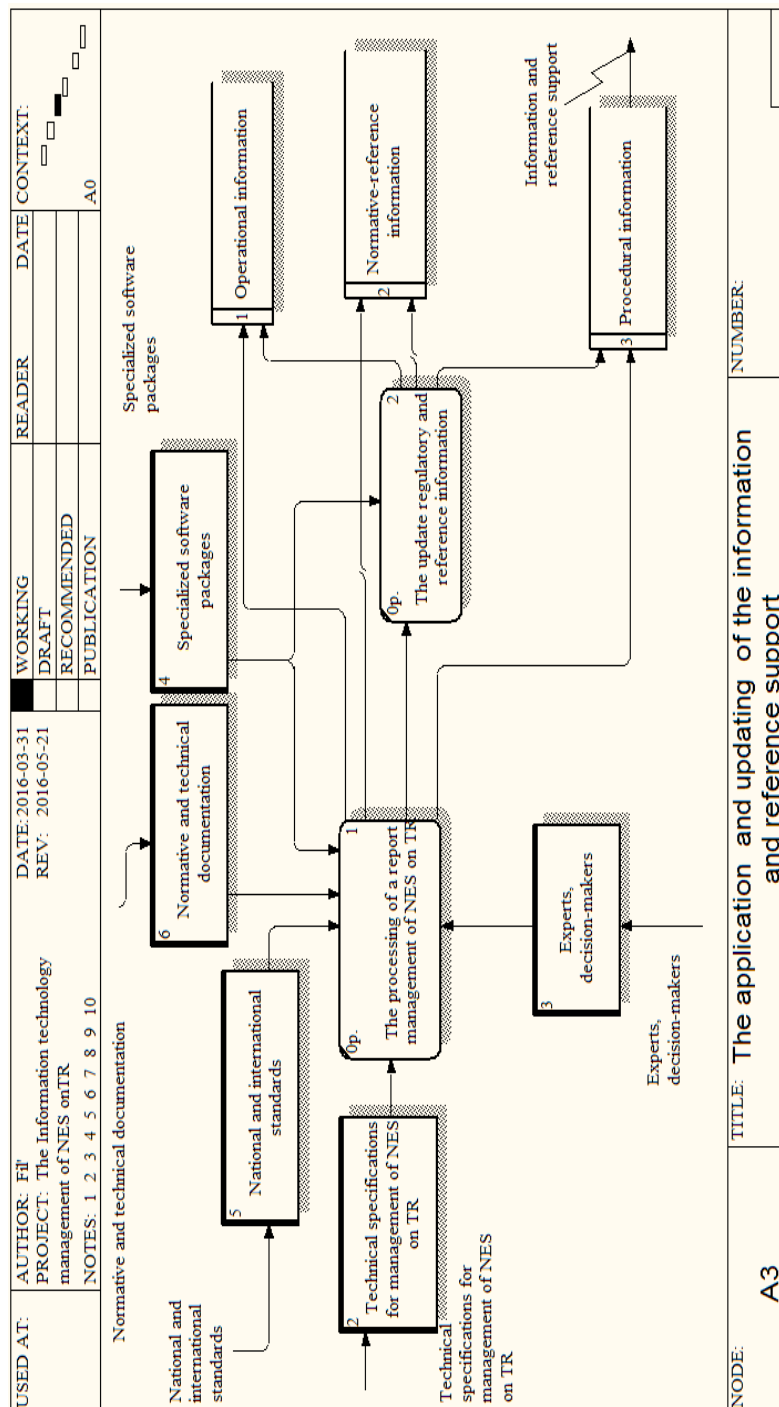 USED AT:
AUTHOR: Fil'
PROJECT: The Information technology
management of NES onTR
NOTES: 1 2 3 4 5 6 7 8 9 10
DATE: 2016-03-31
REV: 2016-05-21
WORKING
DRAFT
RECOMMENDED
PUBLICATION
READER
DATE
CONTEXT:
A0
Normative and technical documentation
Specialized software
packages
6
Normative and technical
documentation
4
Specialized software
packages
National and
international
standards
5
National and international
standards
1
Operational information
2
Normative-reference
information
2
Technical specifications
for management of NES
on TR
1
The processing of a report
management of NES on TR
0p.
2
The update regulatory and
reference information
0p.
Information and
reference support
3
Procedural information
Technical
specifications for
management of NES
on TR
3
Experts,
decision-makers
Experts,
decision-makers
NODE:
A3
TITLE: The application and updating of the information
and reference support
NUMBER: